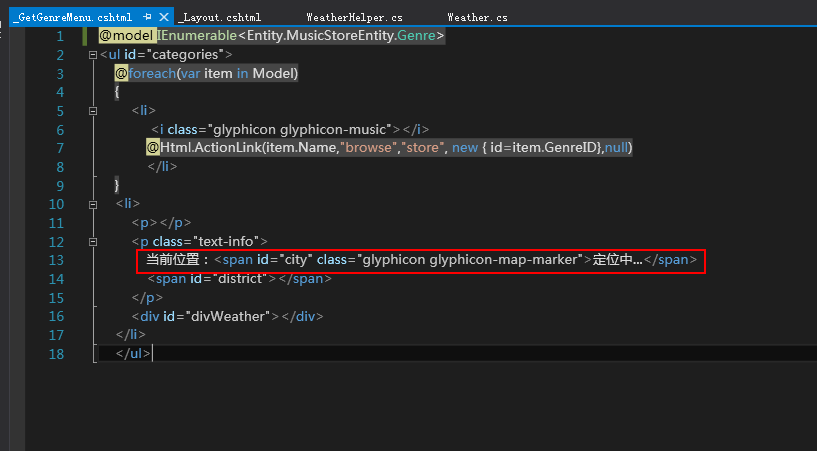 _GetGenreMenu.cshtml _Layout.cshtml WeatherHelper.cs Weather.cs
1 @model IEnumerable<Entity.MusicStoreEntity.Genre>
2 <ul id="categories">
3 @foreach(var item in Model)
4 {
5 <li>
6 <i class="glyphicon glyphicon-music"></i>
7 @Html.ActionLink(item.Name,"browse","store", new { id=item.GenreID},null)
8 </li>
9 }
10 <li>
11 <p></p>
12 <p class="text-info">
13 当前位置：<span id="city" class="glyphicon glyphicon-map-marker">定位中...</span>
14 <span id="district"></span>
15 </p>
16 <div id="divWeather"></div>
17 </li>
18 </ul>